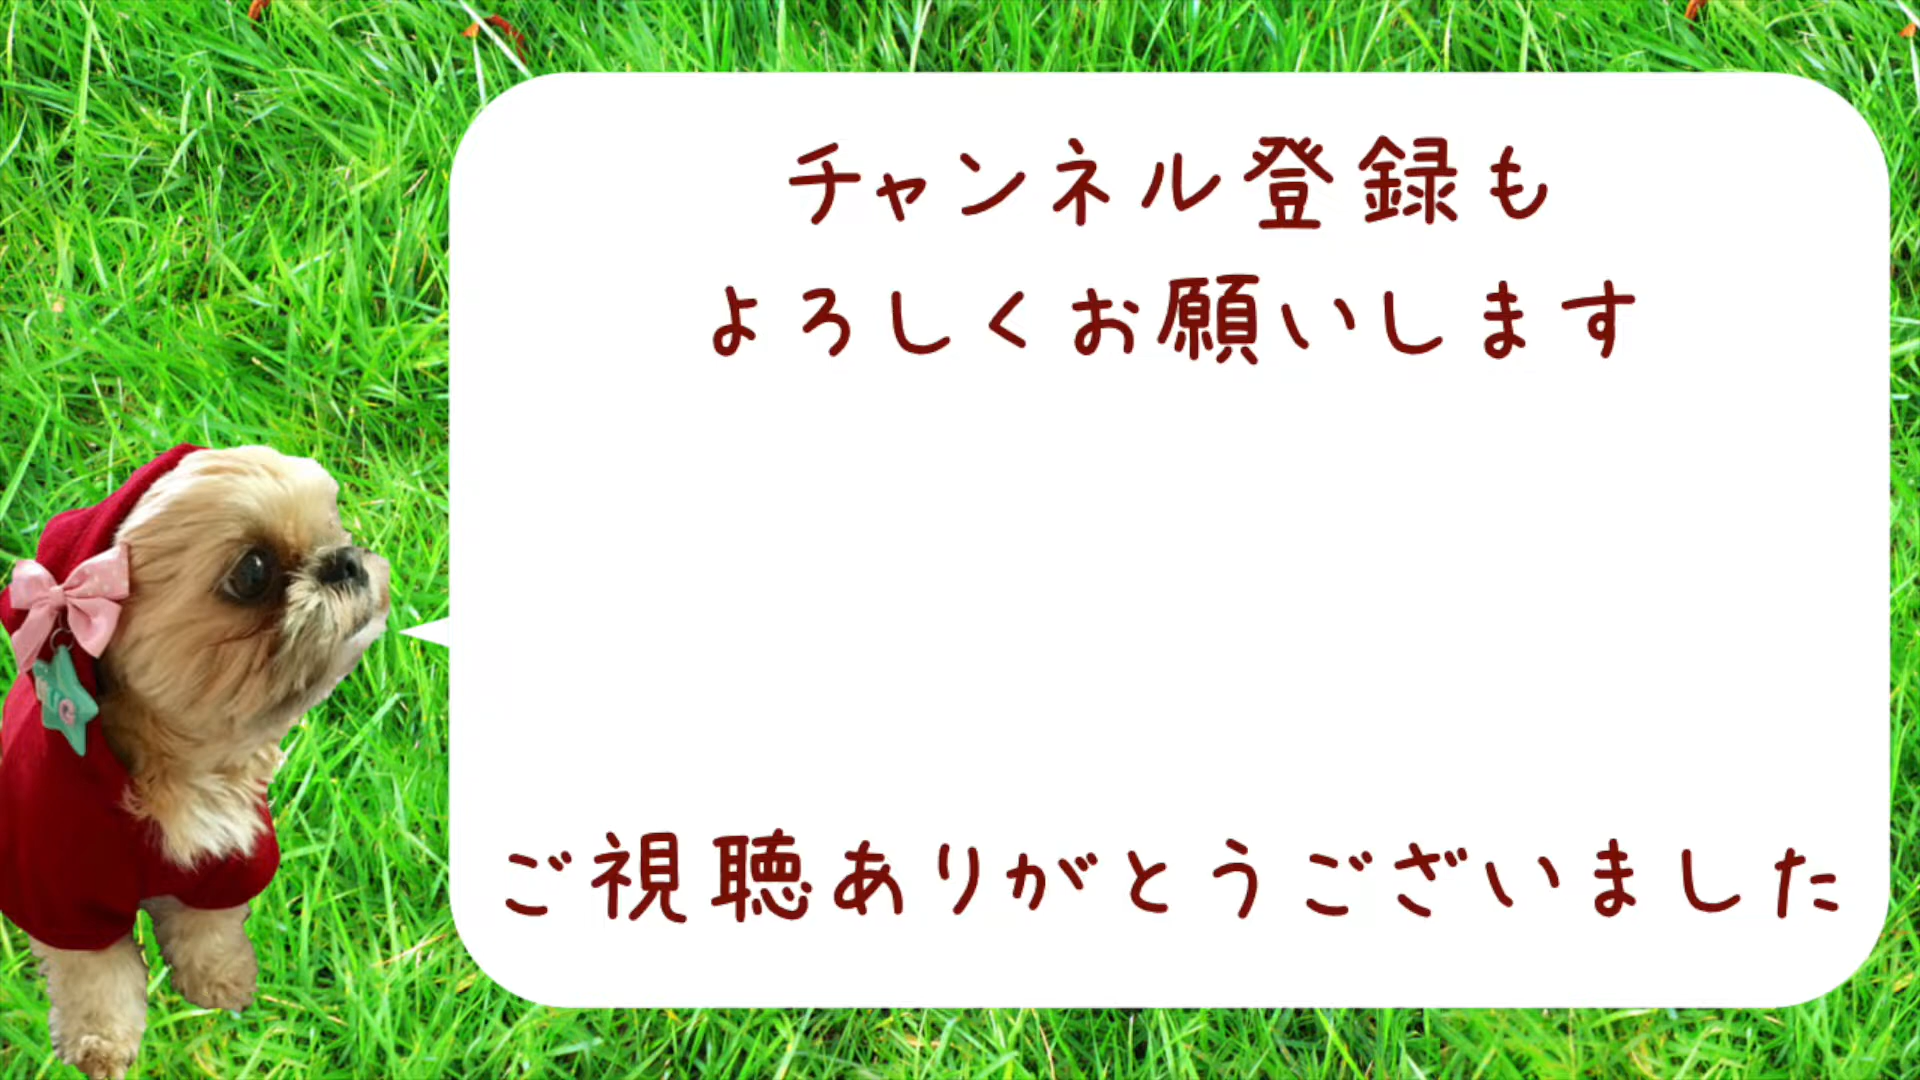 チャンネル登録も
よろしくお願いします
ご視聴ありがとうございました